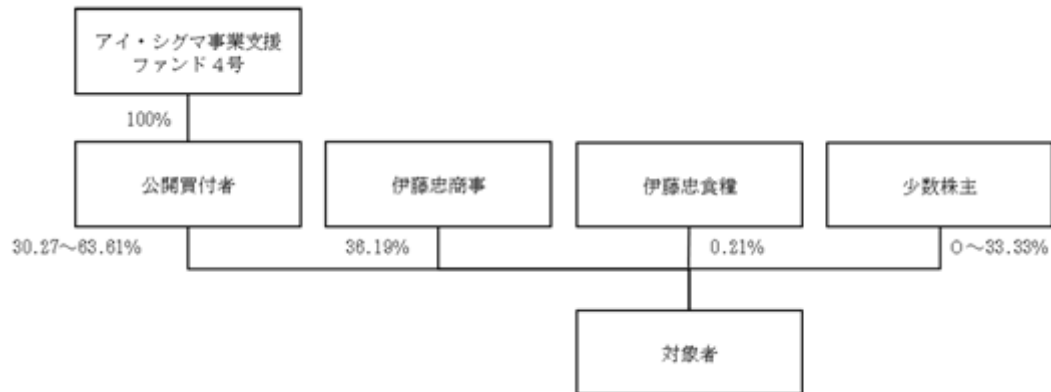 アイ・シグマ事業支援
ファンド４号
100%
公開買付者
伊藤忠商事
伊藤忠食糧
少数株主
30.27～63.61%
36.19%
0.21%
０～33.33%
対象者